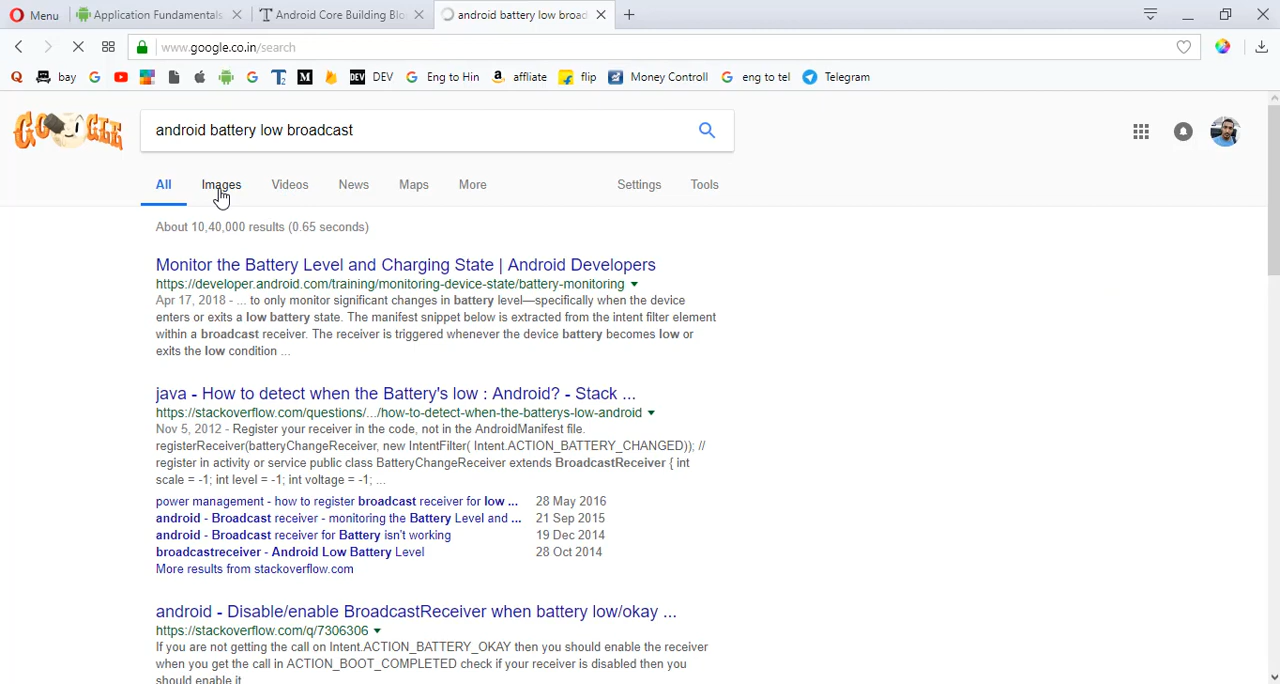 Menu
Application Fundamentals
Android Core Building Blo
android battery low broad
www.google.co.in/search
bay
DEV
DEV
Eng to Hin
affliate
flip
Money Controll
eng to tel
Telegram
GOOGLE
android battery low broadcast
All
Images
Videos
News
Maps
More
Settings
Tools
About 10,40,000 results (0.65 seconds)
Monitor the Battery Level and Charging State | Android Developers
https://developer.android.com/training/monitoring-device-state/battery-monitoring
Apr 17, 2018 - ... to only monitor significant changes in battery level—specifically when the device
enters or exits a low battery state. The manifest snippet below is extracted from the intent filter element
within a broadcast receiver. The receiver is triggered whenever the device battery becomes low or
exits the low condition ...
java - How to detect when the Battery's low : Android? - Stack ...
https://stackoverflow.com/questions/.../how-to-detect-when-the-batterys-low-android
Nov 5, 2012 - Register your receiver in the code, not in the AndroidManifest file.
registerReceiver(batteryChangeReceiver, new IntentFilter( Intent.ACTION_BATTERY_CHANGED)); //
register in activity or service public class BatteryChangeReceiver extends BroadcastReceiver { int
scale = -1; int level = -1; int voltage = -1; ...
power management - how to register broadcast receiver for low ... 28 May 2016
android - Broadcast receiver - monitoring the Battery Level and ... 21 Sep 2015
android - Broadcast receiver for Battery isn't working 19 Dec 2014
broadcastreceiver - Android Low Battery Level 28 Oct 2014
More results from stackoverflow.com
android - Disable/enable BroadcastReceiver when battery low/okay ...
https://stackoverflow.com/q/7306306
If you are not getting the call on Intent.ACTION_BATTERY_OKAY then you should enable the receiver
when you get the call in ACTION_BOOT_COMPLETED check if your receiver is disabled then you
should enable it